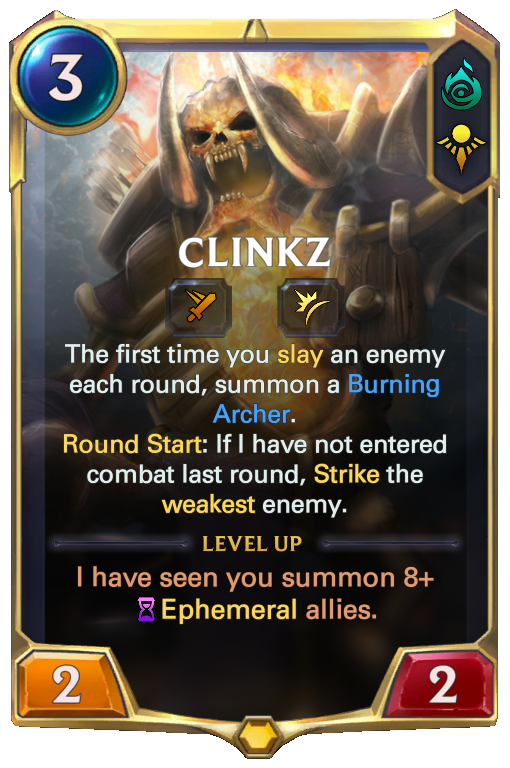 3
CLINKZ
The first time you slay an enemy
each round, summon a Burning
Archer.
Round Start: If I have not entered
combat last round, Strike the
weakest enemy.
LEVEL UP
I have seen you summon 8+
Ephemeral allies.
2
2